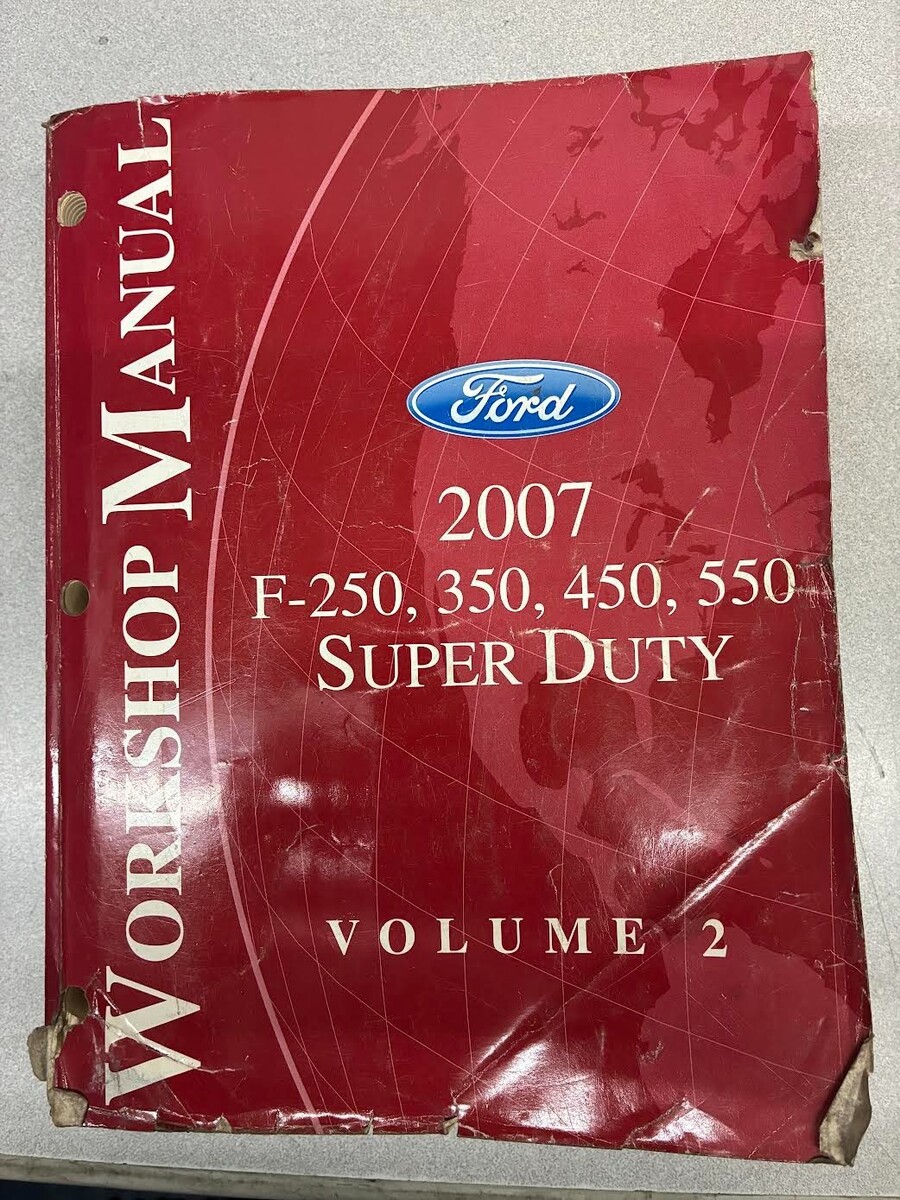 WORKSHOP MANUAL
Ford
2007
F-250, 350, 450, 550
SUPER DUTY
VOLUME 2